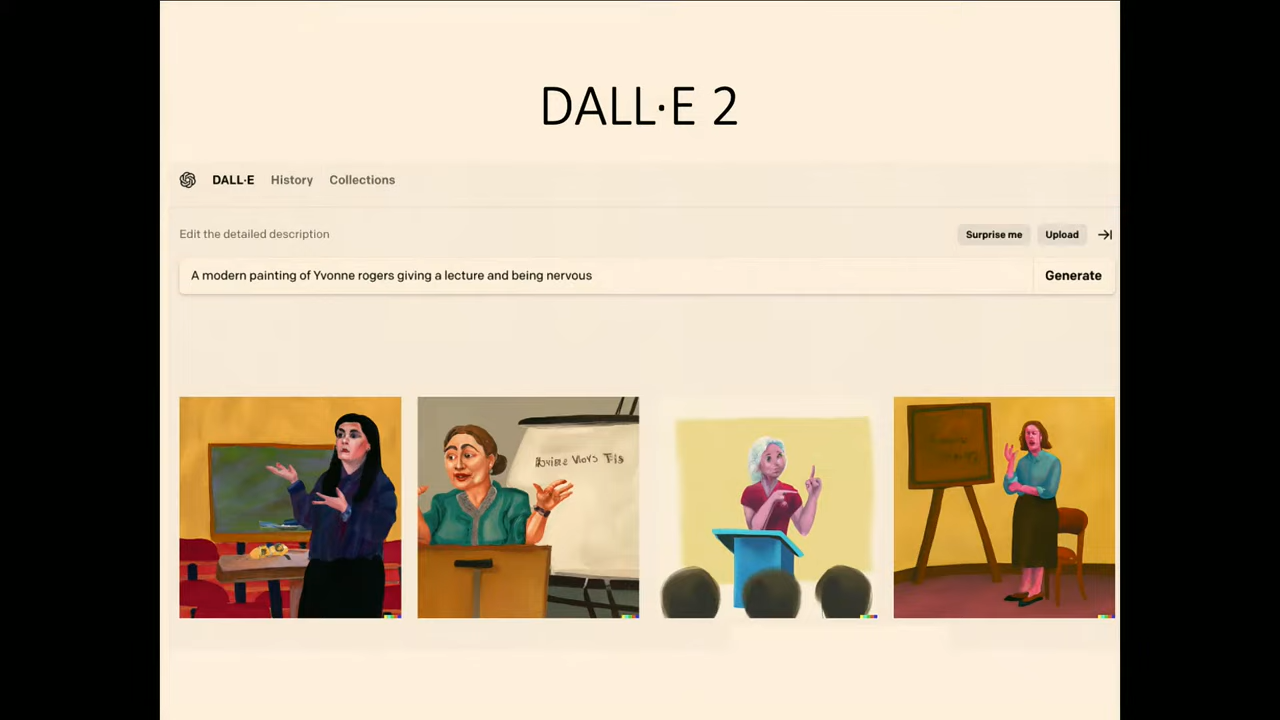 DALL·E 2
DALL·E History Collections
Edit the detailed description
Surprise me Upload
A modern painting of Yvonne rogers giving a lecture and being nervous
Generate